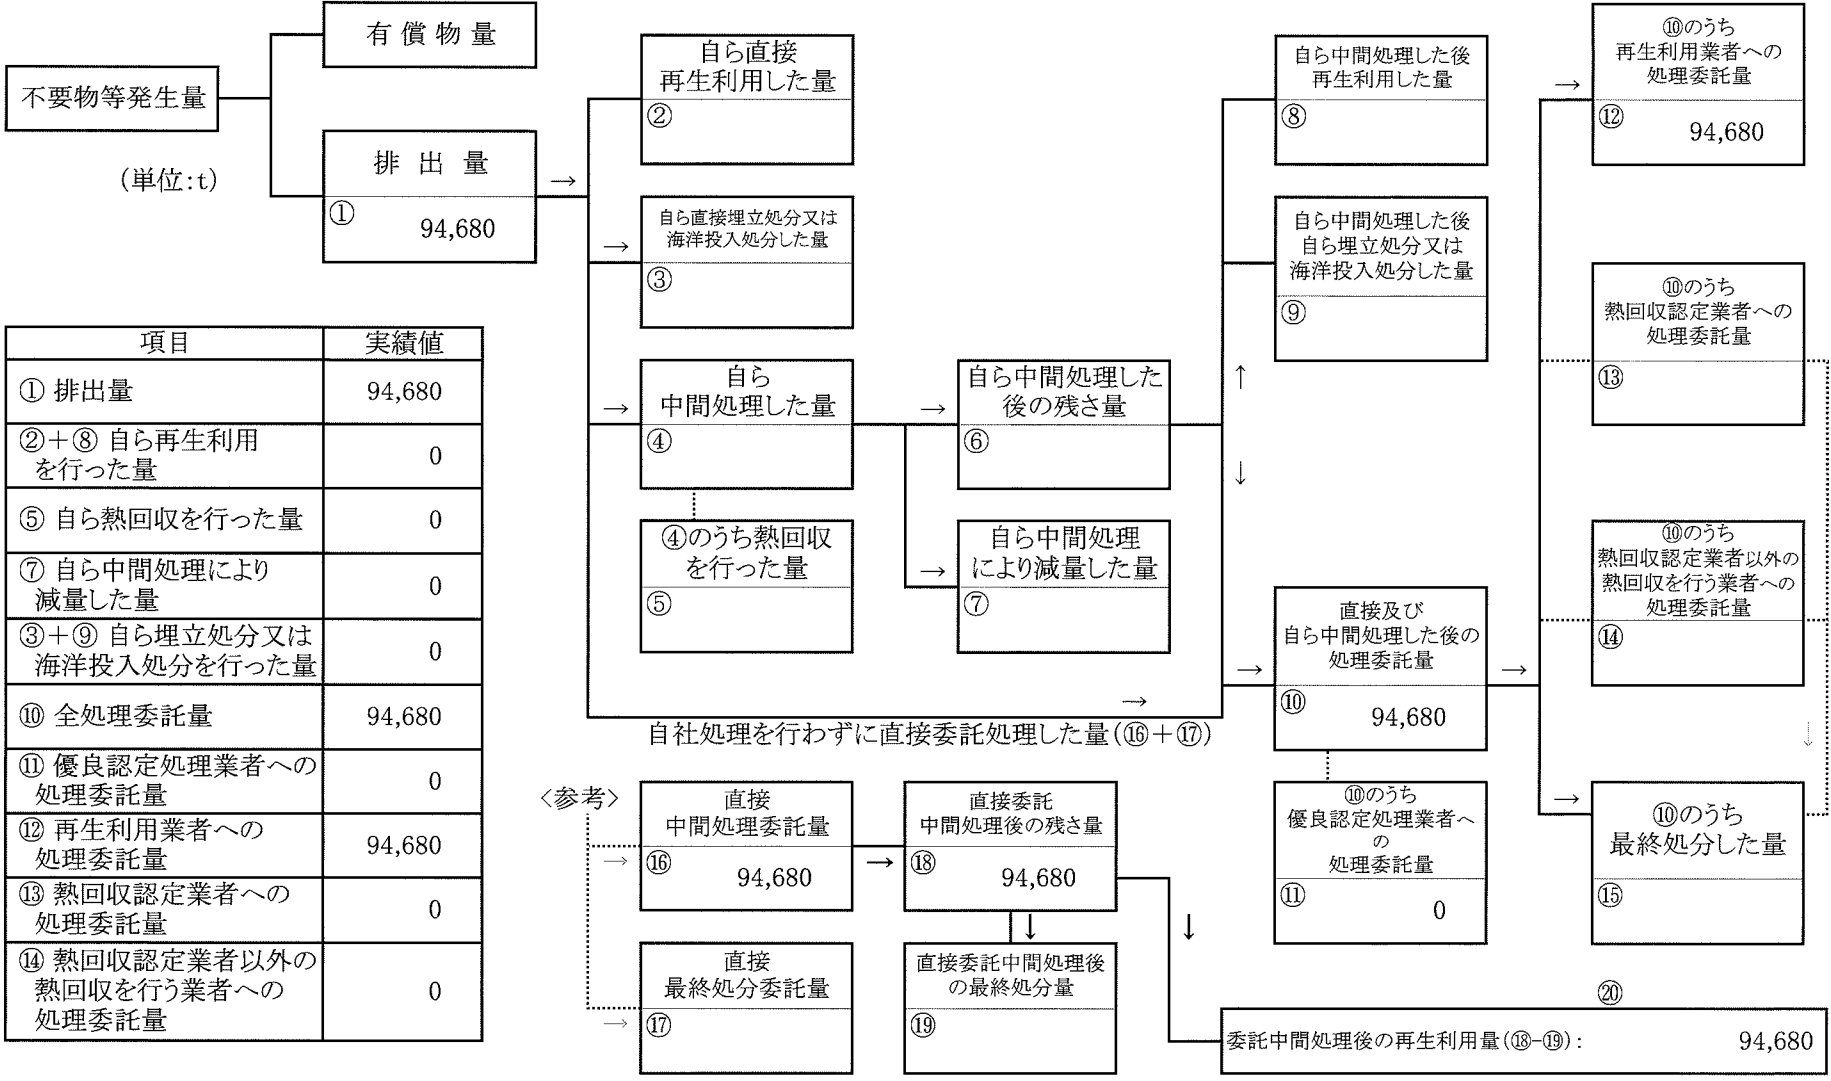 有 償 物 量
不要物等発生量
排 出 量
①
94,680
(単位:t)
→
自ら直接
再生利用した量
②
→
自ら直接埋立処分又は
海洋投入処分した量
③
→
自ら
中間処理した量
④
④のうち熱回収
を行った量
⑤
→
自ら中間処理した
後の残さ量
⑥
→
自ら中間処理
により減量した量
⑦
自ら中間処理した後
再生利用した量
⑧
自ら中間処理した後
自ら埋立処分又は
海洋投入処分した量
⑨
↑
↓
→
直接及び
自ら中間処理した後の
処理委託量
⑩
94,680
→
→
自社処理を行わずに直接委託処理した量(⑯+⑰)
⑩のうち
優良認定処理業者へ
の
処理委託量
⑪
0
→
⑩のうち
再生利用業者への
処理委託量
⑫
94,680
⑩のうち
熱回収認定業者への
処理委託量
⑬
⑩のうち
熱回収認定業者以外の
熱回収を行う業者への
処理委託量
⑭
↓
→
⑩のうち
最終処分した量
⑮
項目 実績値
① 排出量 94,680
②+⑧ 自ら再生利用
を行った量 0
⑤ 自ら熱回収を行った量 0
⑦ 自ら中間処理により
減量した量 0
③+⑨ 自ら埋立処分又は
海洋投入処分を行った量 0
⑩ 全処理委託量 94,680
⑪ 優良認定処理業者への
処理委託量 0
⑫ 再生利用業者への
処理委託量 94,680
⑬ 熱回収認定業者への
処理委託量 0
⑭ 熱回収認定業者以外の
熱回収を行う業者への
処理委託量 0
<参考>
→
直接
中間処理委託量
⑯
94,680
→
直接委託
中間処理後の残さ量
⑱
94,680
↓
↓
→
直接
最終処分委託量
⑰
直接委託中間処理後
の最終処分量
⑲
⑳
委託中間処理後の再生利用量(⑱-⑲): 94,680